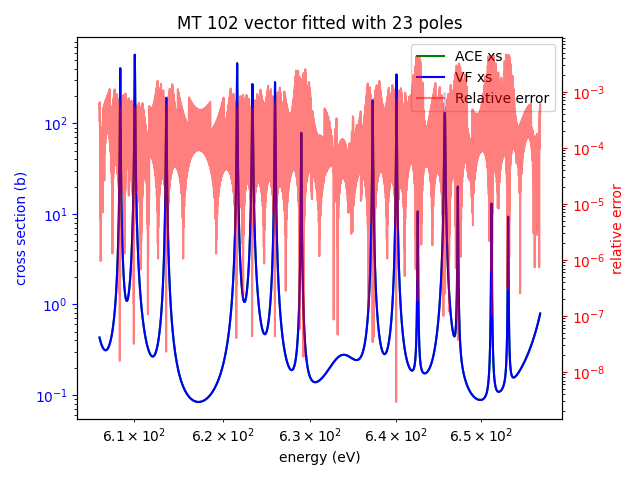 MT 102 vector fitted with 23 poles
ACE xs
VF xs
Relative error
10²
10¹
10⁰
10⁻¹
cross section (b)
10⁻³
10⁻⁴
10⁻⁵
10⁻⁶
10⁻⁷
10⁻⁸
relative error
6.1 × 10² 6.2 × 10² 6.3 × 10² 6.4 × 10² 6.5 × 10²
energy (eV)